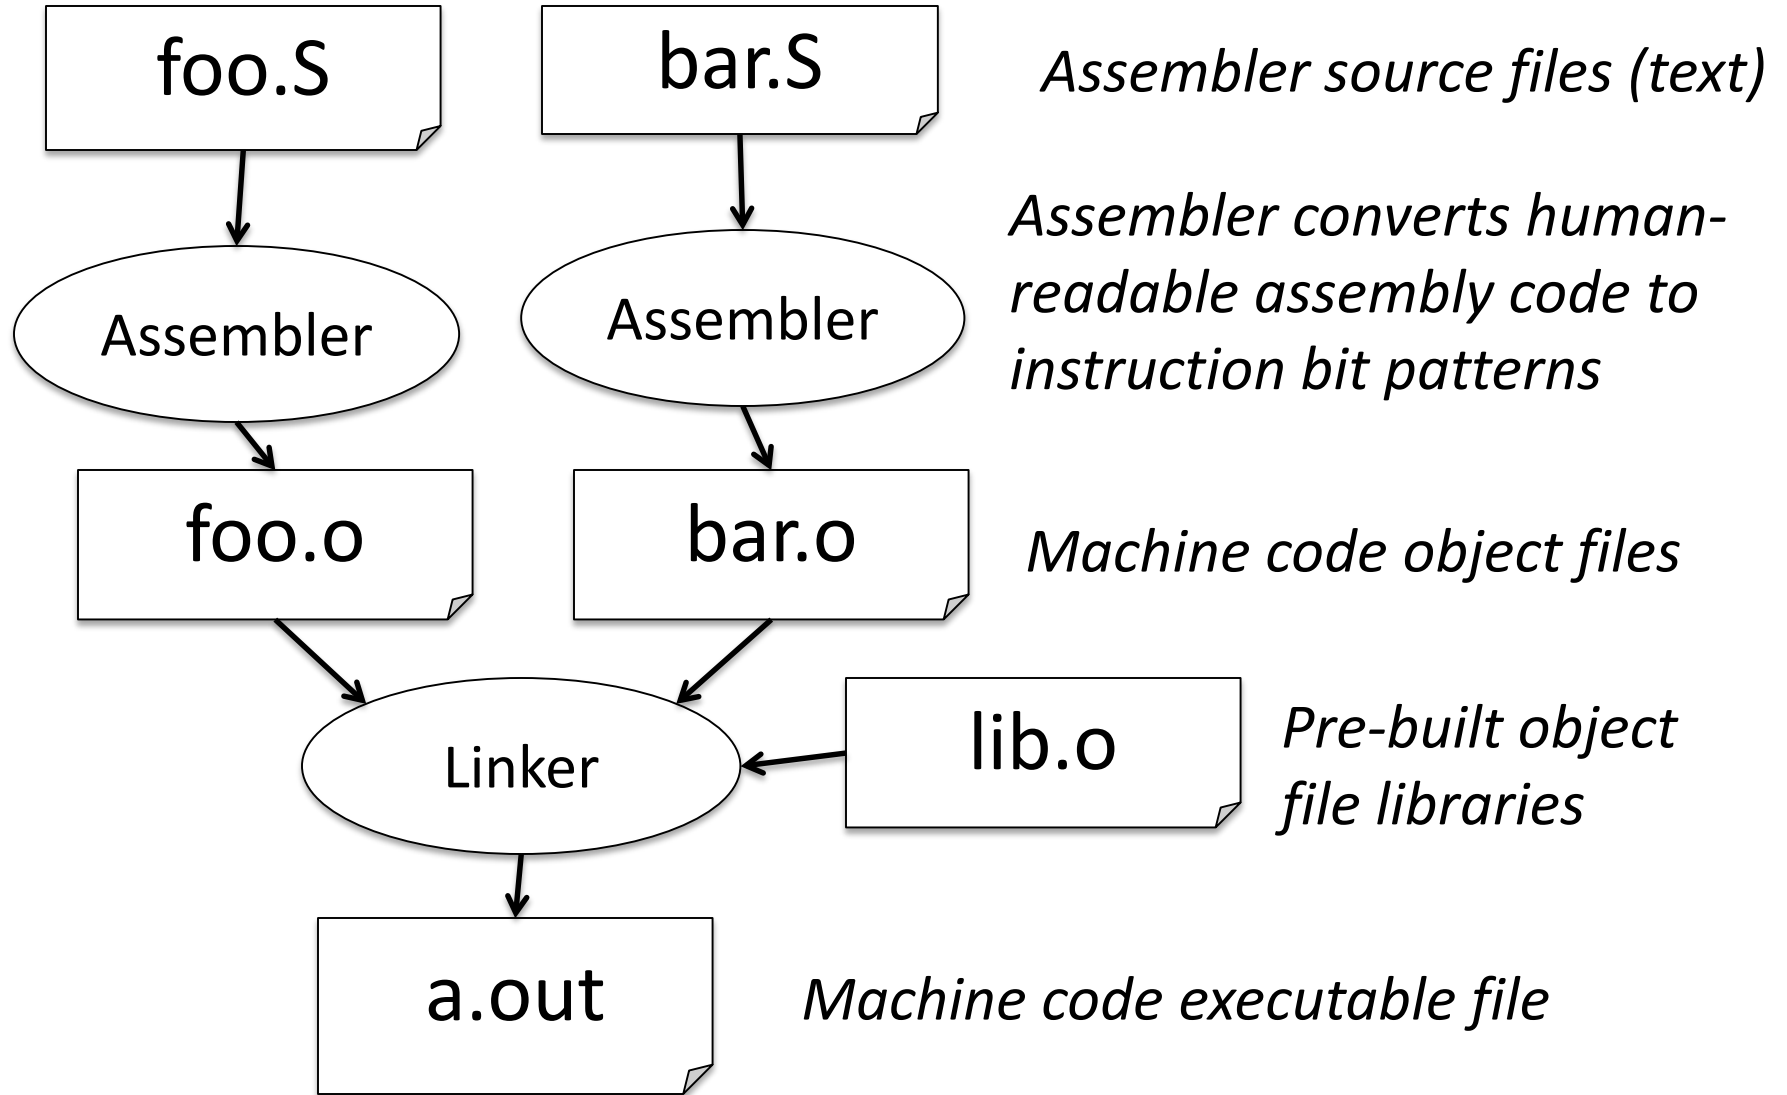 foo.S
bar.S
Assembler source files (text)
Assembler
Assembler
Assembler converts human-
readable assembly code to
instruction bit patterns
foo.o
bar.o
Machine code object files
Linker
lib.o
Pre-built object
file libraries
a.out
Machine code executable file